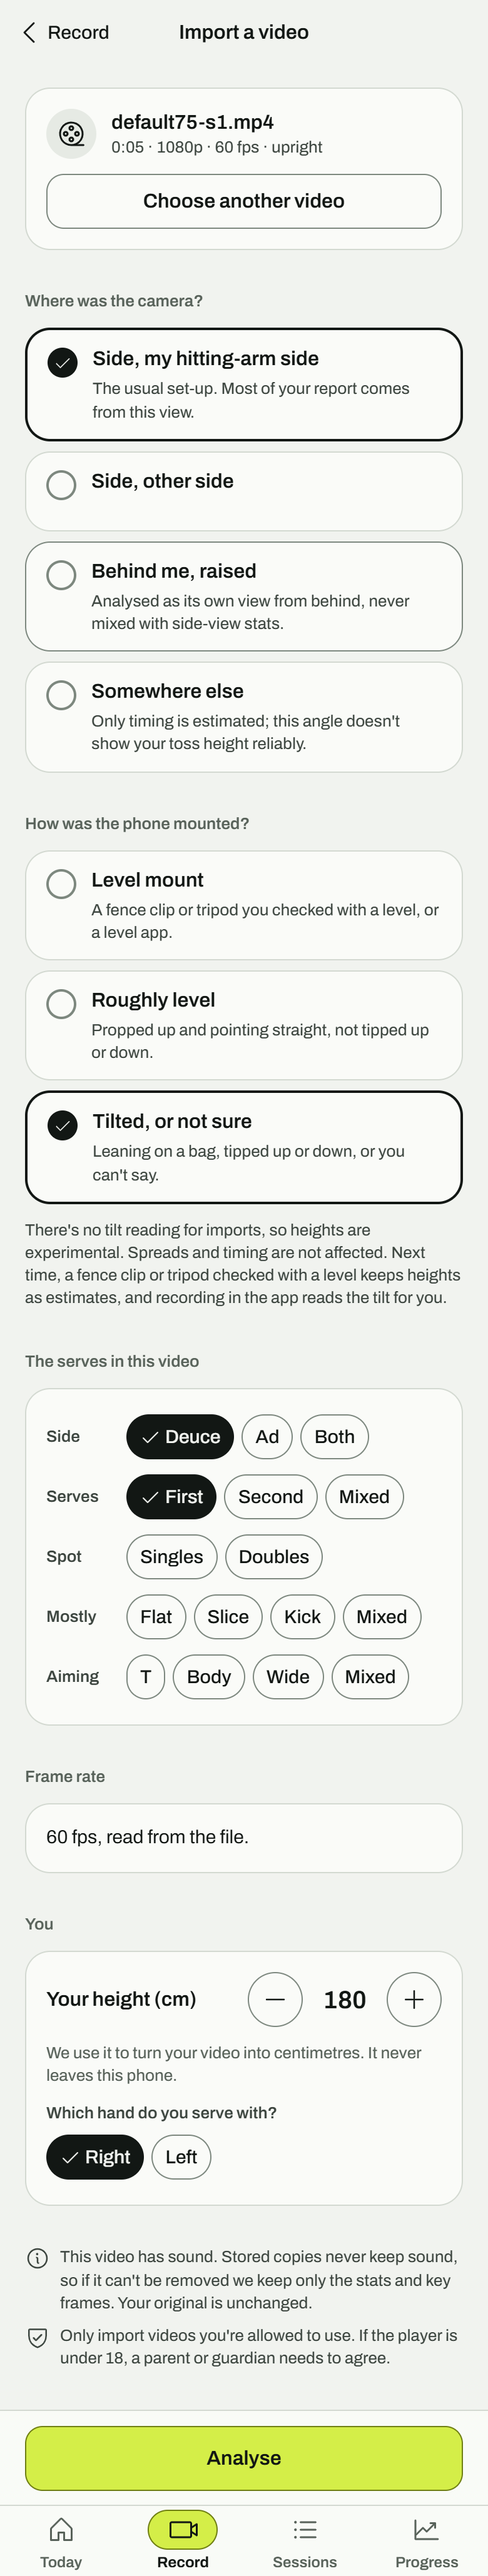 Record
Import a video
default75-s1.mp4
0:05 · 1080p · 60 fps · upright
Choose another video
Where was the camera?
Side, my hitting-arm side
The usual set-up. Most of your report comes
from this view.
Side, other side
Behind me, raised
Analysed as its own view from behind, never
mixed with side-view stats.
Somewhere else
Only timing is estimated; this angle doesn't
show your toss height reliably.
How was the phone mounted?
Level mount
A fence clip or tripod you checked with a level, or
a level app.
Roughly level
Propped up and pointing straight, not tipped up
or down.
Tilted, or not sure
Leaning on a bag, tipped up or down, or you
can't say.
There's no tilt reading for imports, so heights are
experimental. Spreads and timing are not affected. Next
time, a fence clip or tripod checked with a level keeps heights
as estimates, and recording in the app reads the tilt for you.
The serves in this video
Side Deuce Ad Both
Serves First Second Mixed
Spot Singles Doubles
Mostly Flat Slice Kick Mixed
Aiming T Body Wide Mixed
Frame rate
60 fps, read from the file.
You
Your height (cm) 180
We use it to turn your video into centimetres. It never
leaves this phone.
Which hand do you serve with?
Right Left
This video has sound. Stored copies never keep sound,
so if it can't be removed we keep only the stats and key
frames. Your original is unchanged.
Only import videos you're allowed to use. If the player is
under 18, a parent or guardian needs to agree.
Analyse
Today Record Sessions Progress